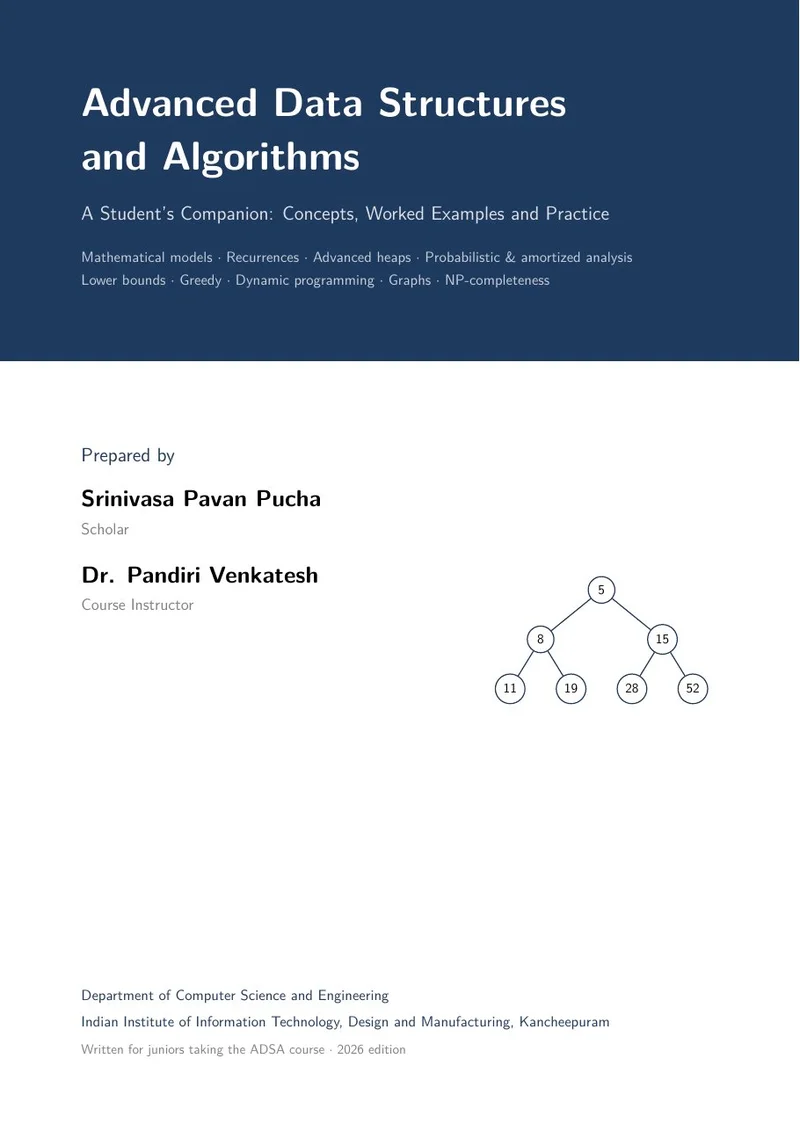 Advanced Data Structures
and Algorithms
A Student's Companion: Concepts, Worked Examples and Practice
Mathematical models · Recurrences · Advanced heaps · Probabilistic & amortized analysis
Lower bounds · Greedy · Dynamic programming · Graphs · NP-completeness
Prepared by
Srinivasa Pavan Pucha
Scholar
Dr. Pandiri Venkatesh
Course Instructor
5
8 15
11 19 28 52
Department of Computer Science and Engineering
Indian Institute of Information Technology, Design and Manufacturing, Kancheepuram
Written for juniors taking the ADSA course · 2026 edition